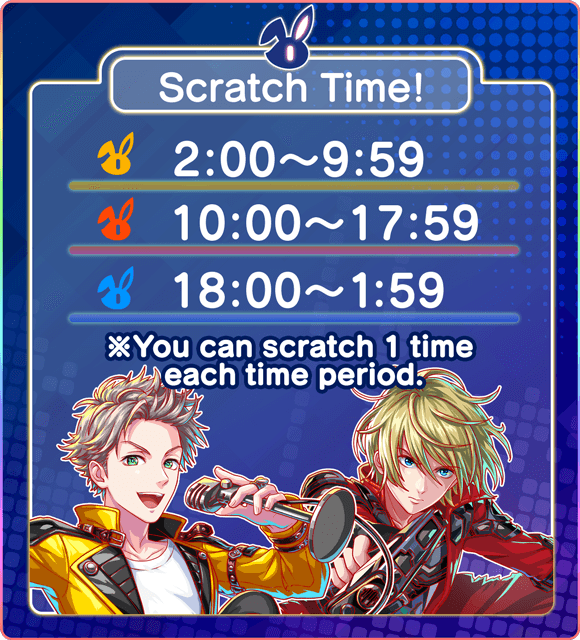 Scratch Time!
2:00～9:59
10:00～17:59
18:00～1:59
※You can scratch 1 time
each time period.